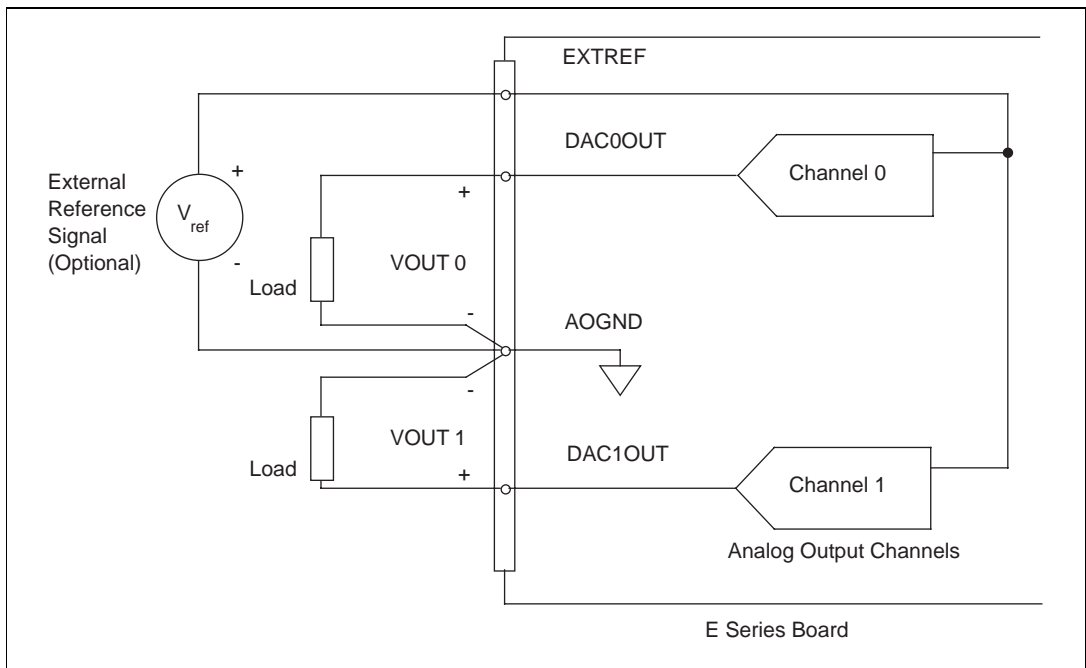 EXTREF
DAC0OUT
Channel 0
+
External
Reference
Signal
(Optional)
Vref
+
-
VOUT 0
Load
-
AOGND
-
VOUT 1
DAC1OUT
Load
+
Channel 1
Analog Output Channels
E Series Board